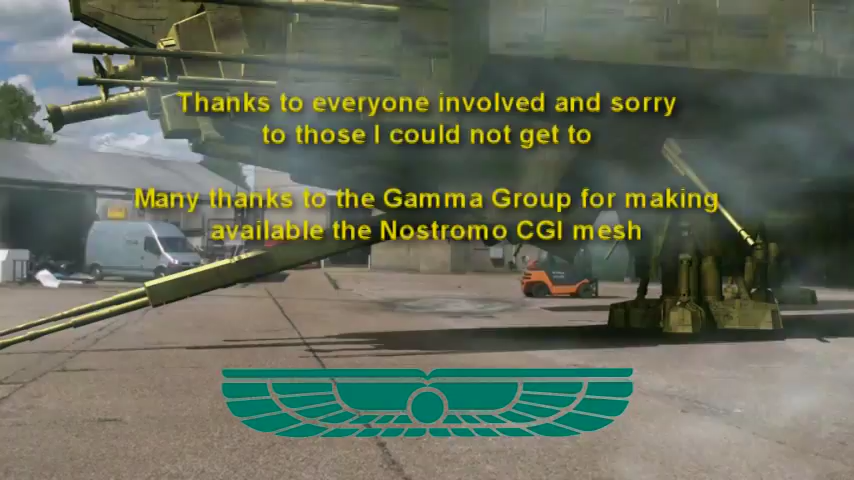 Thanks to everyone involved and sorry
to those I could not get to
Many thanks to the Gamma Group for making
available the Nostromo CGI mesh